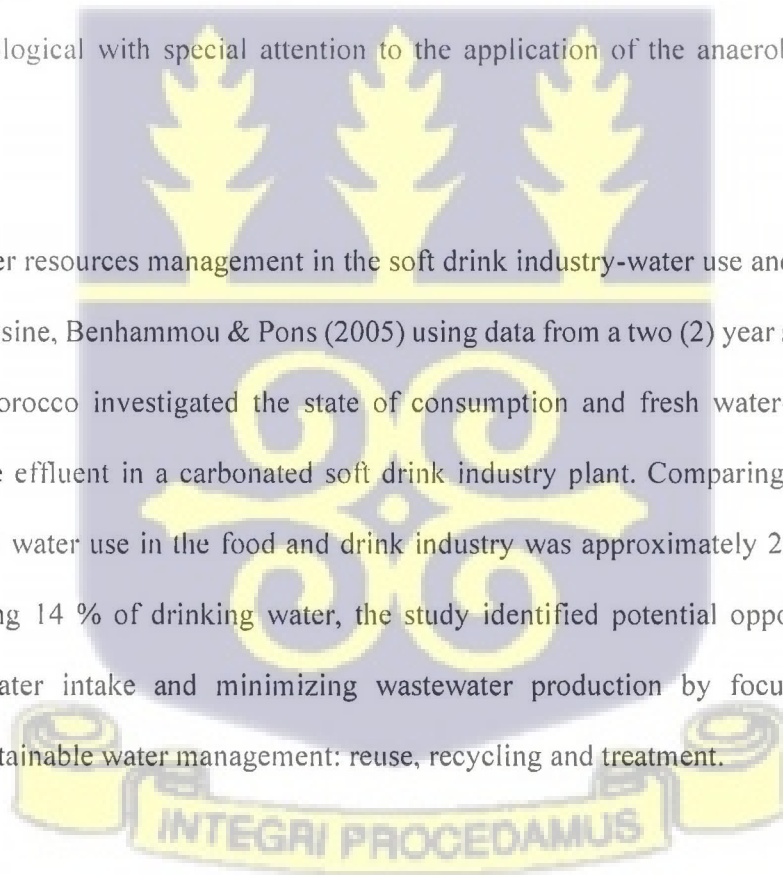 ological with special attention to the application of the anaerol
er resources management in the soft drink industry-water use and
sine, Benhammou & Pons (2005) using data from a two (2) year
orocco investigated the state of consumption and fresh water
e effluent in a carbonated soft drink industry plant. Comparing
water use in the food and drink industry was approximately 2
ng 14 % of drinking water, the study identified potential oppo
ater intake and minimizing wastewater production by focu
tainable water management: reuse, recycling and treatment.
INTEGRI PROCEDAMUS